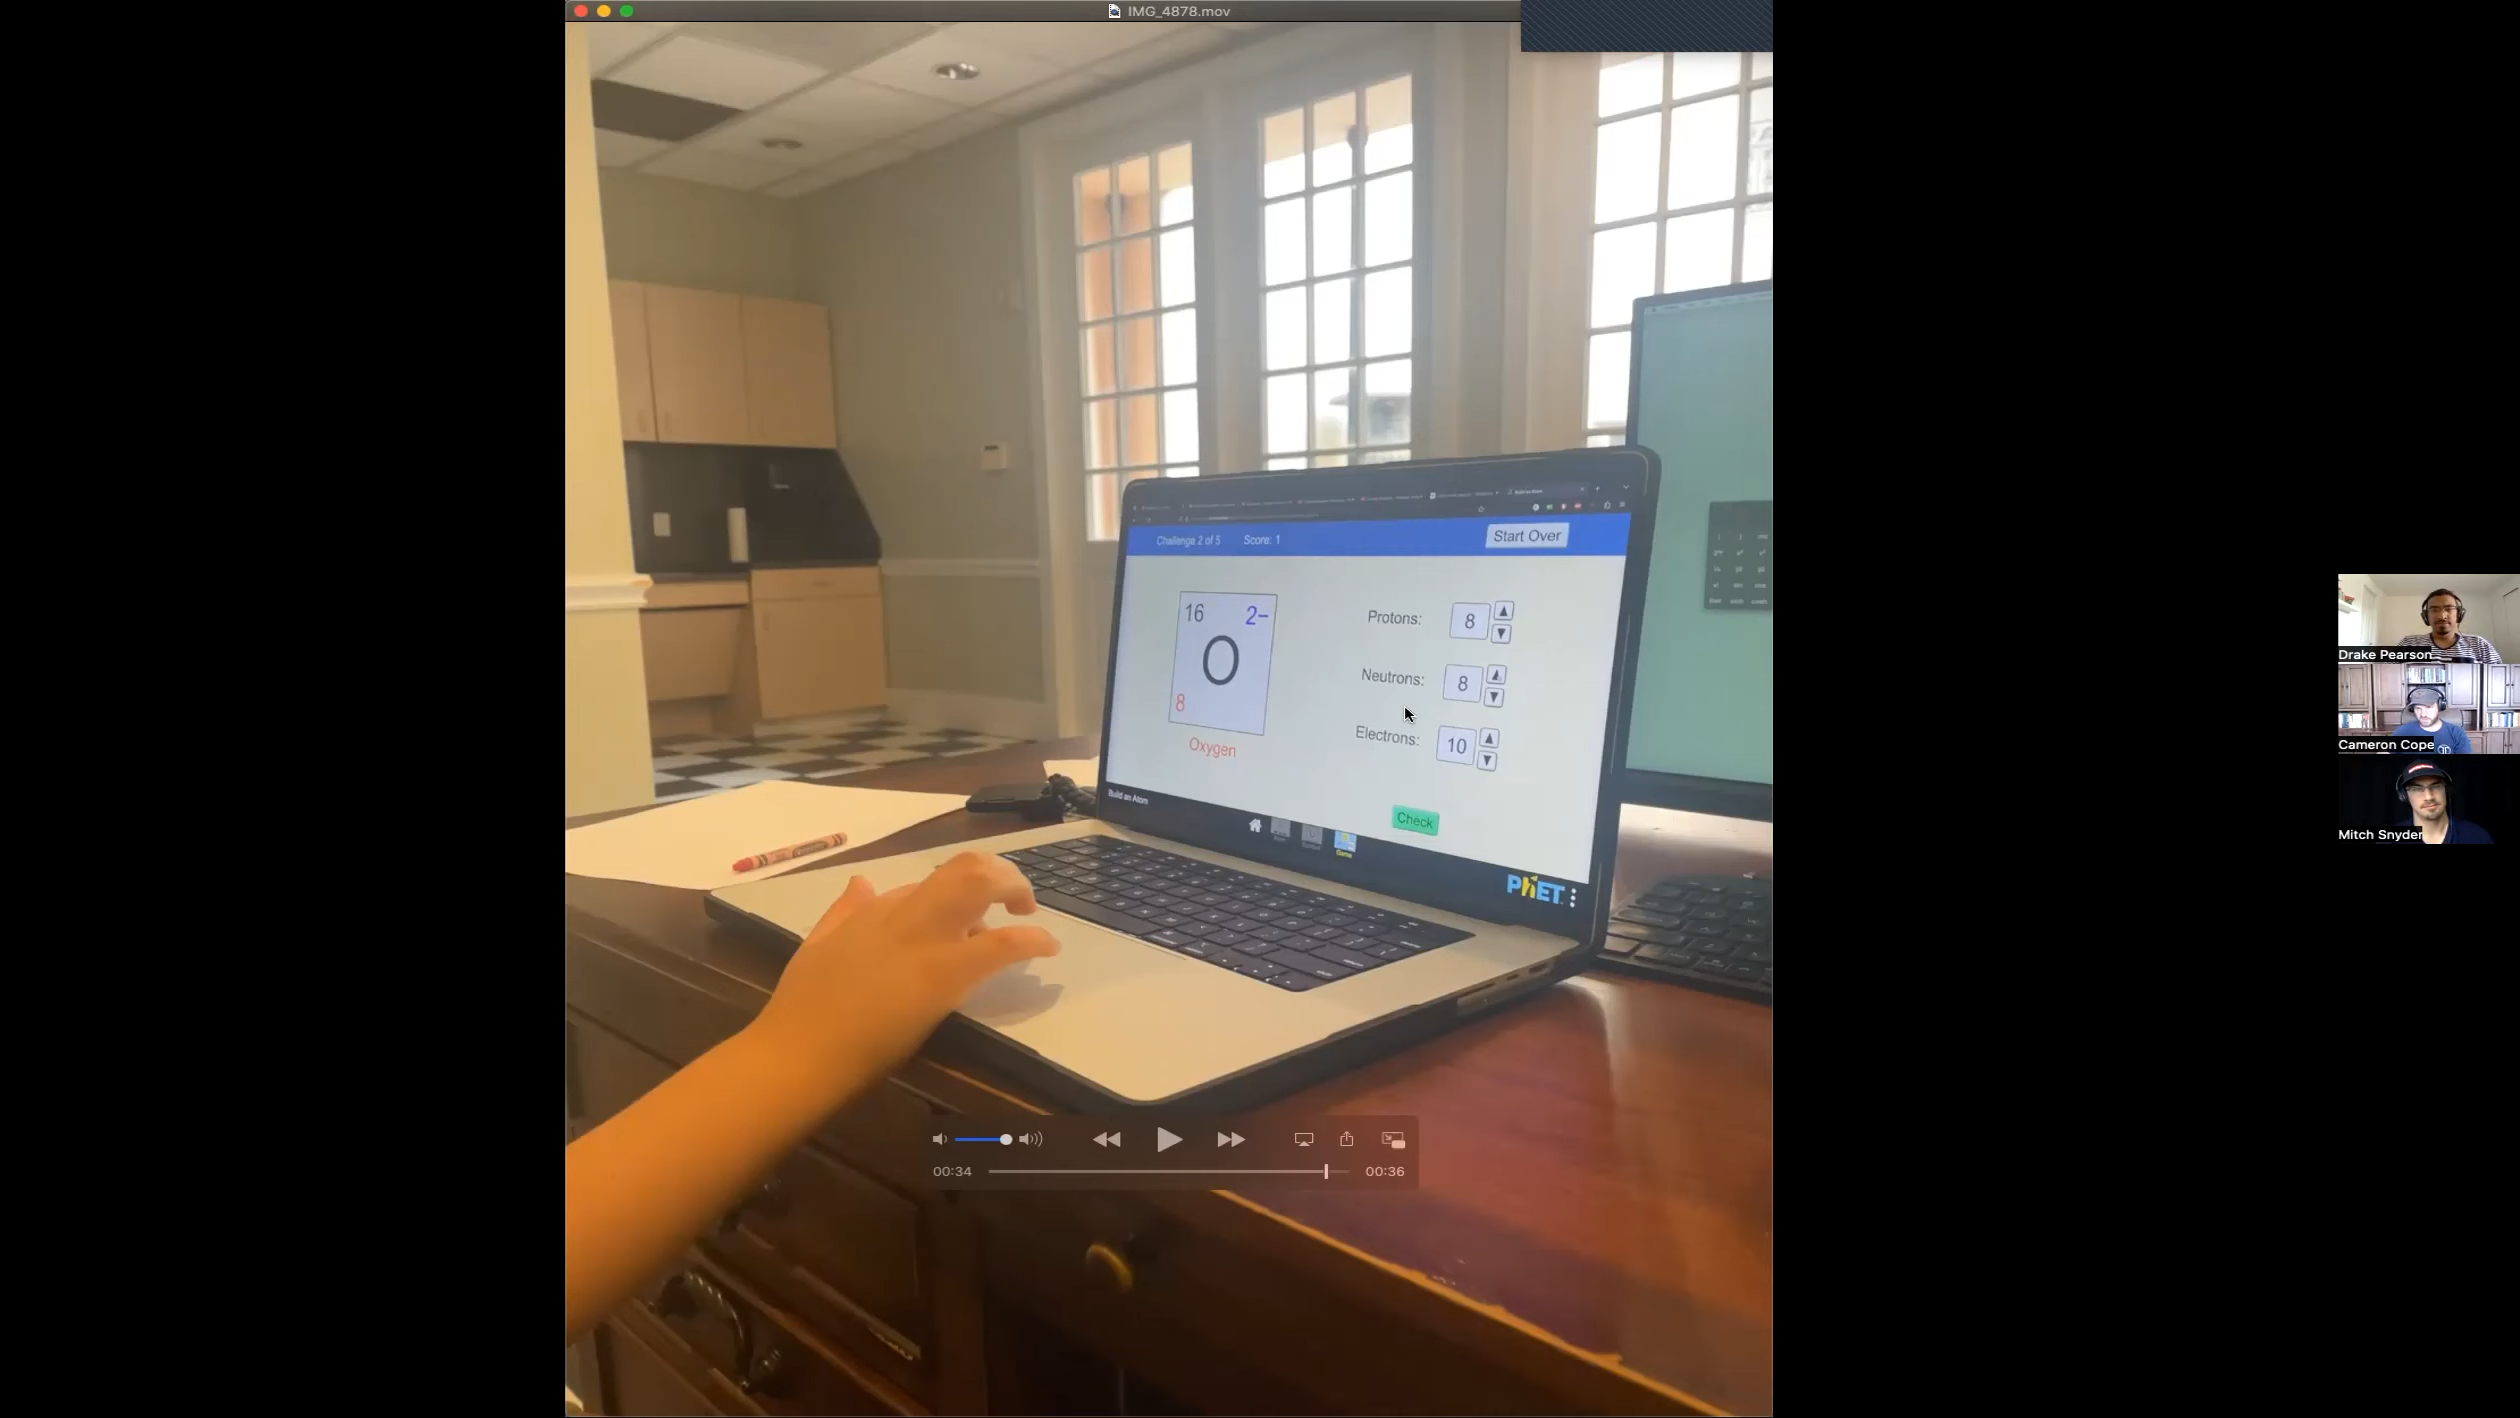 IMG_4878.mov
Challenge 2 of 5 Score: 1 Start Over
16 2−
O
8
Oxygen
Protons: 8
Neutrons: 8
Electrons: 10
Check
Build an Atom
Game
PhET
00:34 00:36
Drake Pearson
Cameron Cope
Mitch Snyder